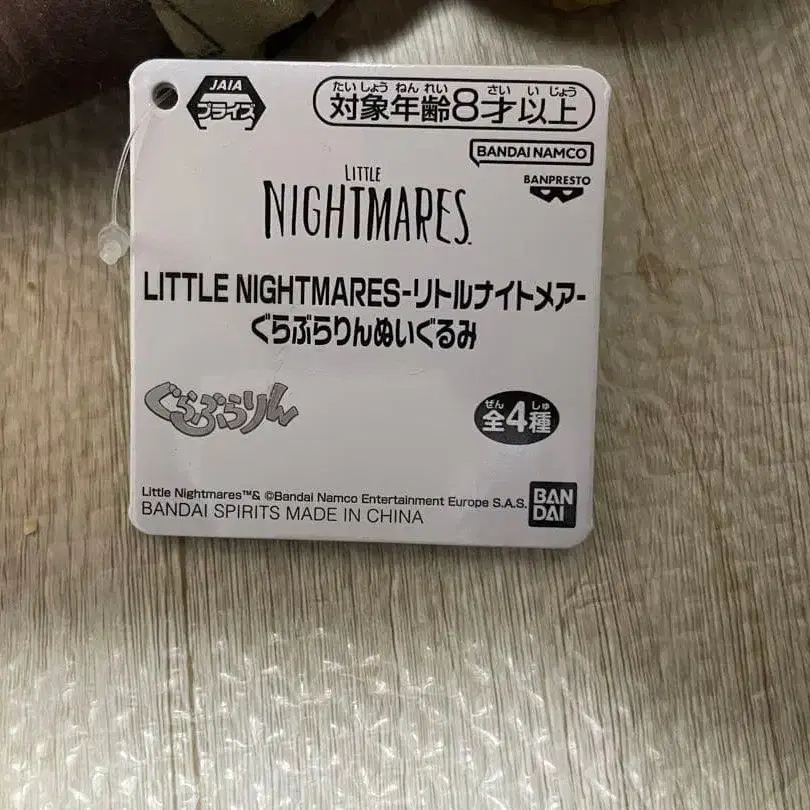 JAIA
プライズ
たいしょうねんれい さいいじょう
対象年齢8才以上
BANDAI NAMCO
BANPRESTO
LITTLE
NIGHTMARES™
LITTLE NIGHTMARES-リトルナイトメア-
ぐらぶらりんぬいぐるみ
ぐらぶらりん
ぜん しゅ
全4種
Little Nightmares™& ©Bandai Namco Entertainment Europe S.A.S.
BANDAI SPIRITS MADE IN CHINA
BAN
DAI